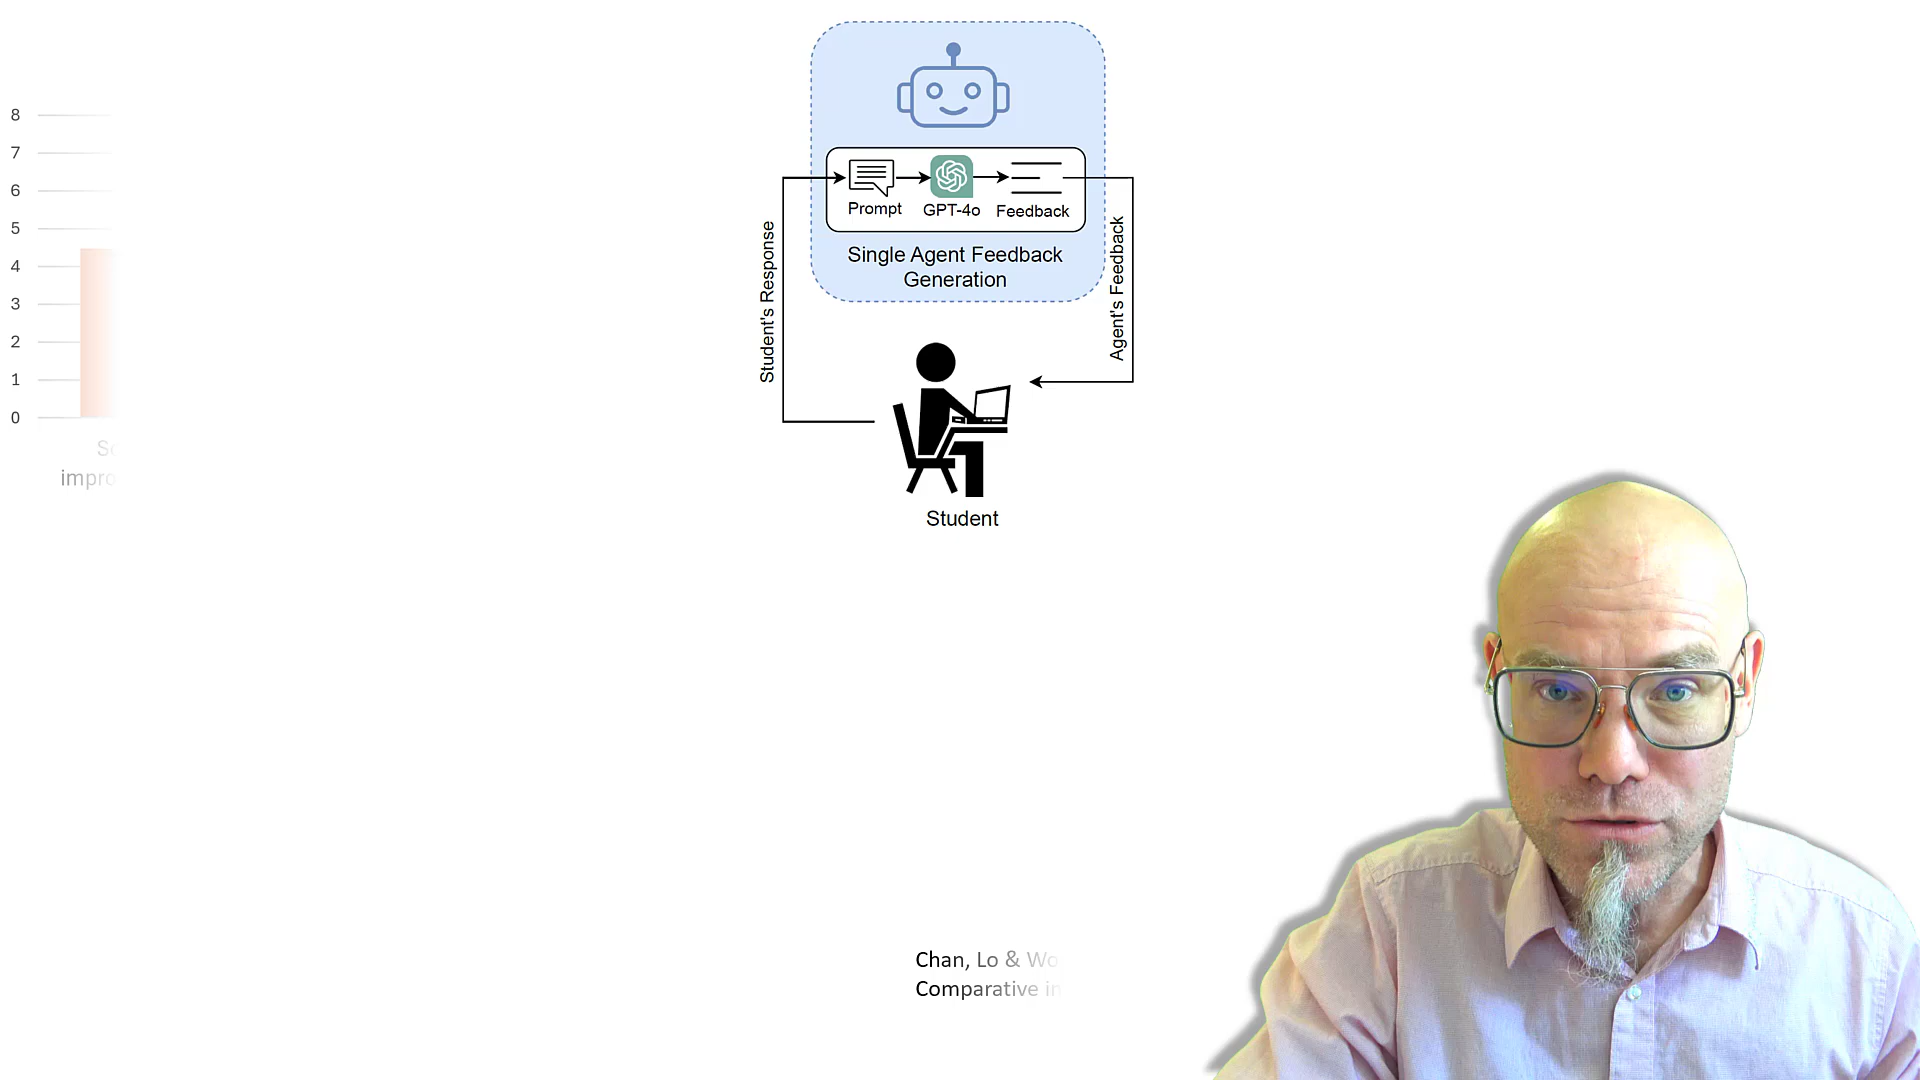 8
7
6
5
4
3
2
1
0
Prompt
GPT-4o
Feedback
Single Agent Feedback
Generation
Student's Response
Agent's Feedback
Student
Chan, Lo &
Comparative